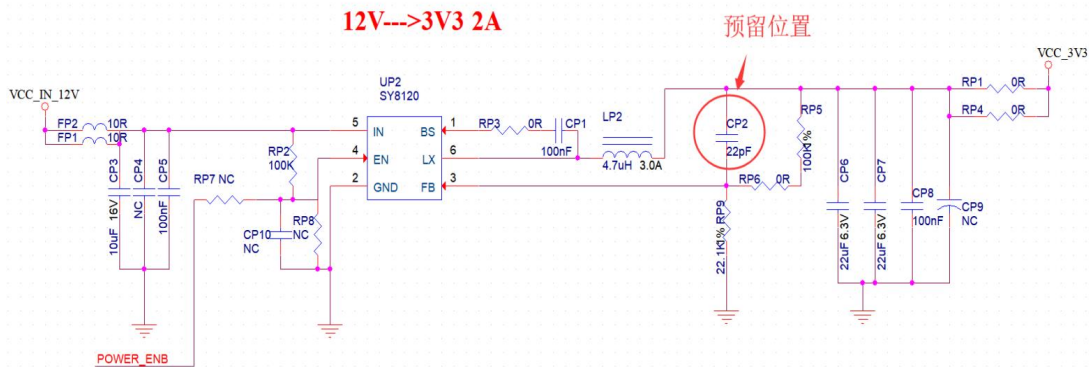 12V--->3V3 2A
预留位置
VCC_IN_12V
FP2 10R
FP1 10R
CP3
16V
10uF
CP4
NC
CP5
100nF
RP7 NC
RP2
100K
CP10
NC
RP8
NC
POWER_ENB
UP2
SY8120
5 IN BS 1
4 EN LX 6
2 GND FB 3
RP3 0R
CP1
100nF
LP2
4.7uH 3.0A
CP2
22pF
RP5
100K1%
RP6 0R
RP9
22.1K1%
CP6
22uF 6.3V
CP7
22uF 6.3V
CP8
100nF
CP9
NC
RP1 0R
RP4 0R
VCC_3V3